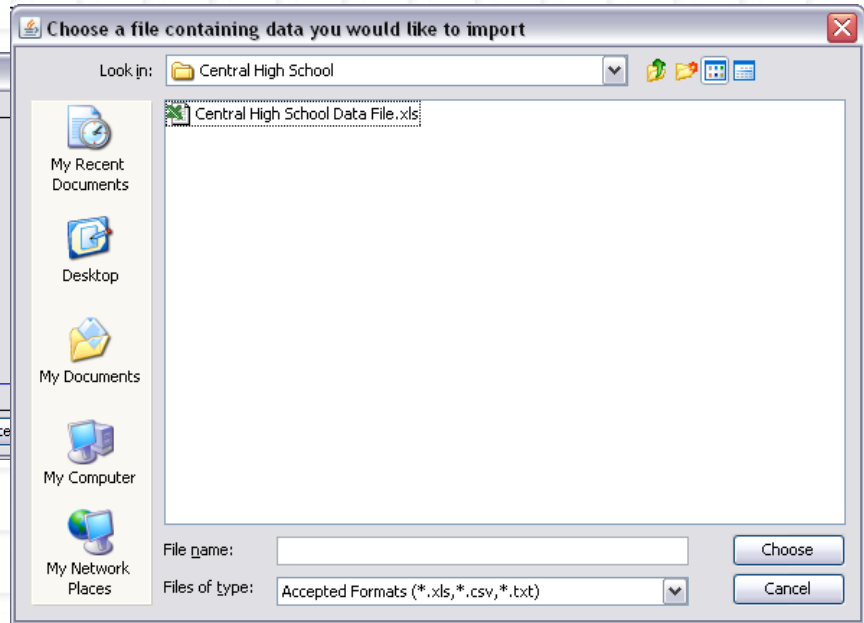 Choose a file containing data you would like to import
Look in: Central High School
Central High School Data File.xls
My Recent
Documents
Desktop
My Documents
My Computer
My Network
Places
File name:
Choose
Files of type: Accepted Formats (*.xls,*.csv,*.txt)
Cancel